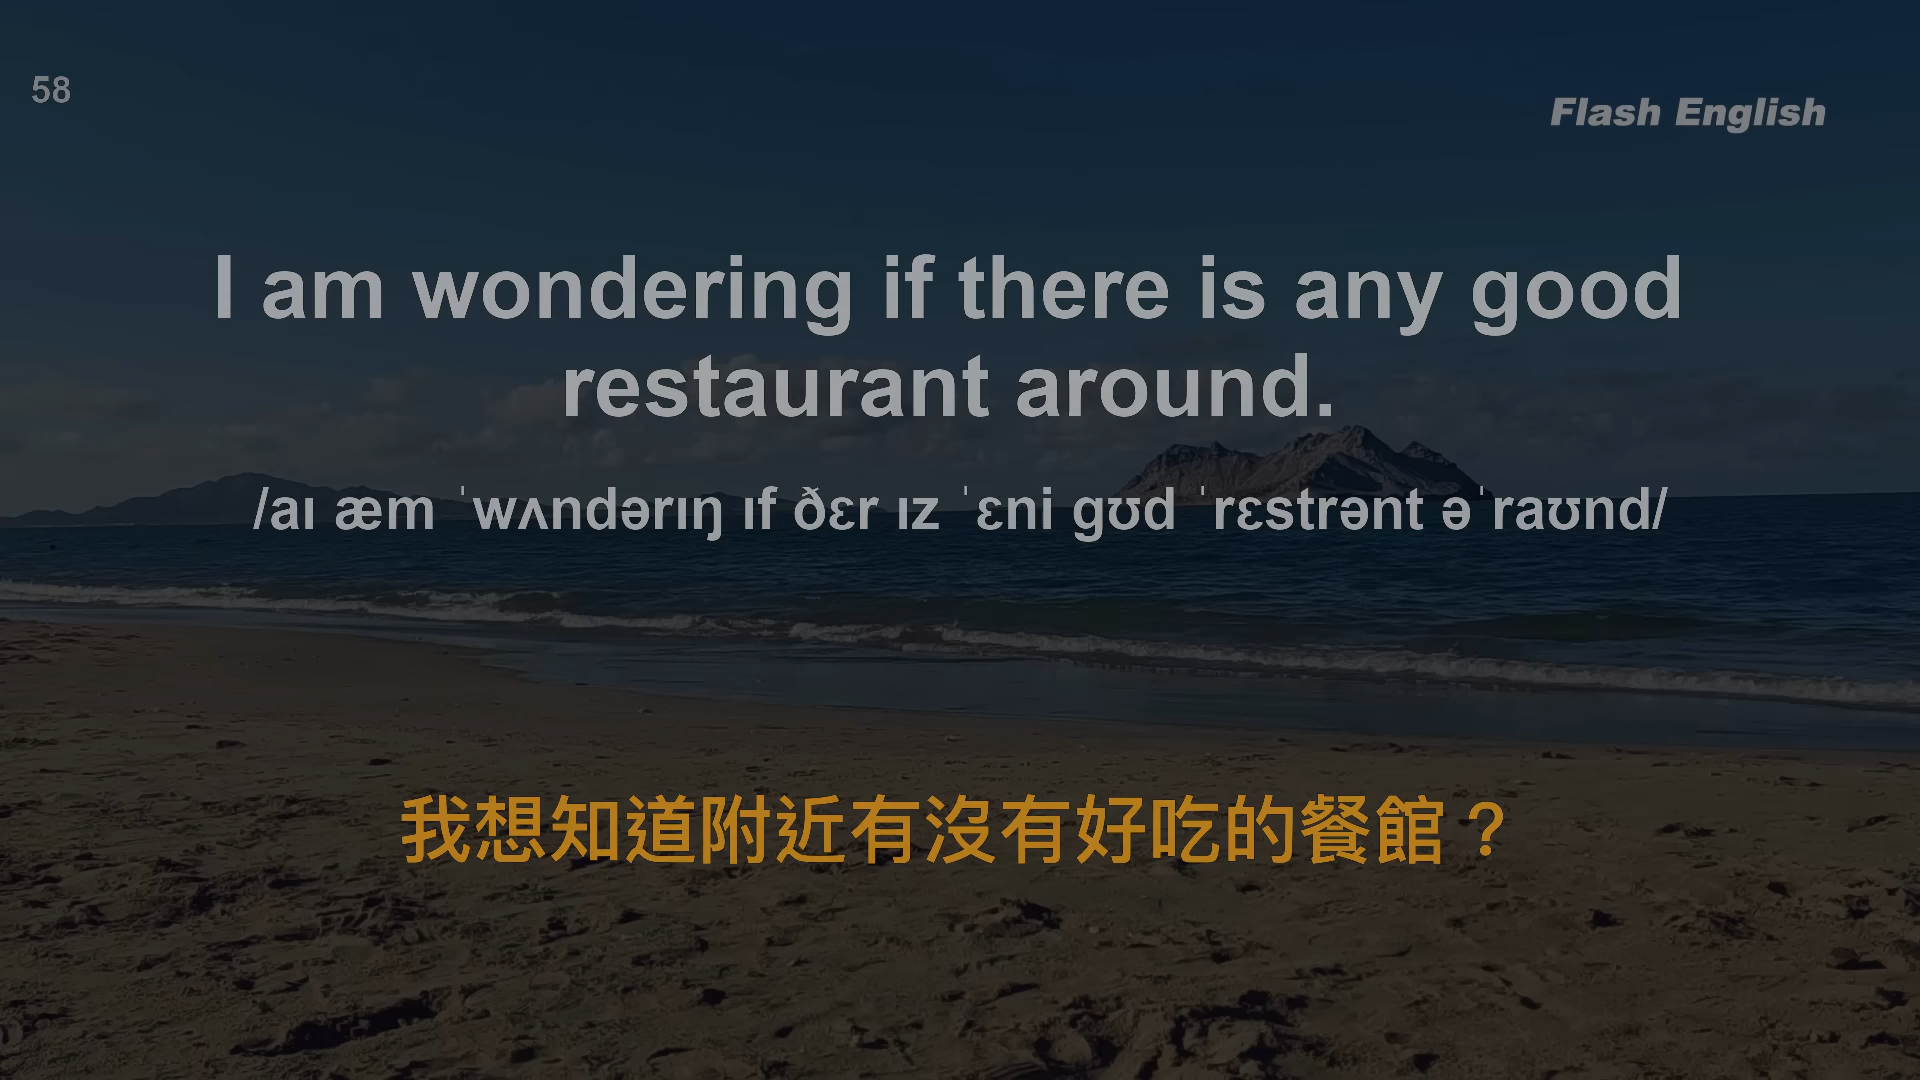 58
Flash English
I am wondering if there is any good
restaurant around.
/aɪ æm ˈwʌndərɪŋ ɪf ðɛr ɪz ˈɛni gʊd ˈrɛstrənt əˈraʊnd/
我想知道附近有沒有好吃的餐館？